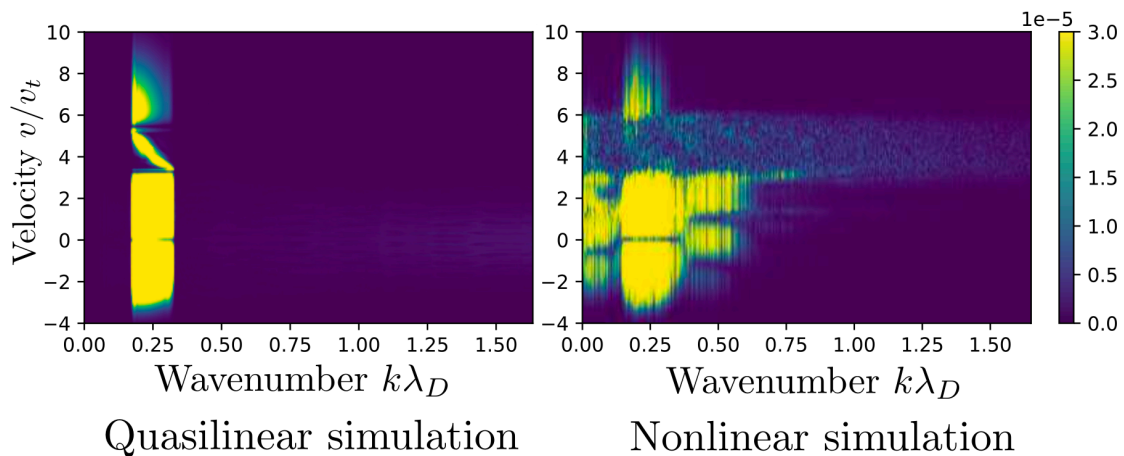 1e−5
10
8
6
4
2
0
−2
−4
Velocity v/v_t
0.00 0.25 0.50 0.75 1.00 1.25 1.50
Wavenumber kλ_D
Quasilinear simulation
10
8
6
4
2
0
−2
−4
0.00 0.25 0.50 0.75 1.00 1.25 1.50
Wavenumber kλ_D
Nonlinear simulation
3.0
2.5
2.0
1.5
1.0
0.5
0.0